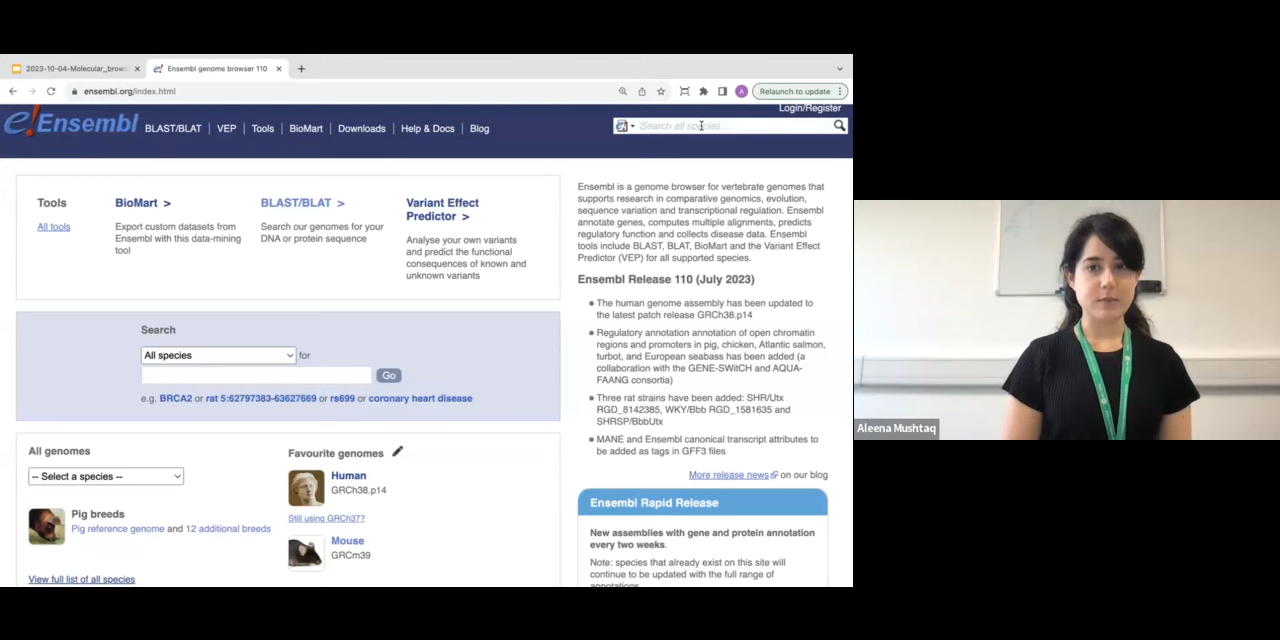 2023-10-04-Molecular_brow
Ensembl genome browser 110
ensembl.org/index.html
A
Relaunch to update
Login/Register
e!Ensembl
BLAST/BLAT | VEP | Tools | BioMart | Downloads | Help & Docs | Blog
Search all species...
Tools
All tools
BioMart >
Export custom datasets from
Ensembl with this data-mining
tool
BLAST/BLAT >
Search our genomes for your
DNA or protein sequence
Variant Effect
Predictor >
Analyse your own variants
and predict the functional
consequences of known and
unknown variants
Search
All species for
Go
e.g. BRCA2 or rat 5:62797383-63627669 or rs699 or coronary heart disease
All genomes
-- Select a species --
Pig breeds
Pig reference genome and 12 additional breeds
View full list of all species
Favourite genomes
Human
GRCh38.p14
Still using GRCh37?
Mouse
GRCm39
Ensembl is a genome browser for vertebrate genomes that
supports research in comparative genomics, evolution,
sequence variation and transcriptional regulation. Ensembl
annotate genes, computes multiple alignments, predicts
regulatory function and collects disease data. Ensembl
tools include BLAST, BLAT, BioMart and the Variant Effect
Predictor (VEP) for all supported species.
Ensembl Release 110 (July 2023)
The human genome assembly has been updated to
the latest patch release GRCh38.p14
Regulatory annotation annotation of open chromatin
regions and promoters in pig, chicken, Atlantic salmon,
turbot, and European seabass has been added (a
collaboration with the GENE-SWitCH and AQUA-
FAANG consortia)
Three rat strains have been added: SHR/Utx
RGD_8142385, WKY/Bbb RGD_1581635 and
SHRSP/BbbUtx
MANE and Ensembl canonical transcript attributes to
be added as tags in GFF3 files
More release news on our blog
Ensembl Rapid Release
New assemblies with gene and protein annotation
every two weeks.
Note: species that already exist on this site will
continue to be updated with the full range of
annotations
Aleena Mushtaq